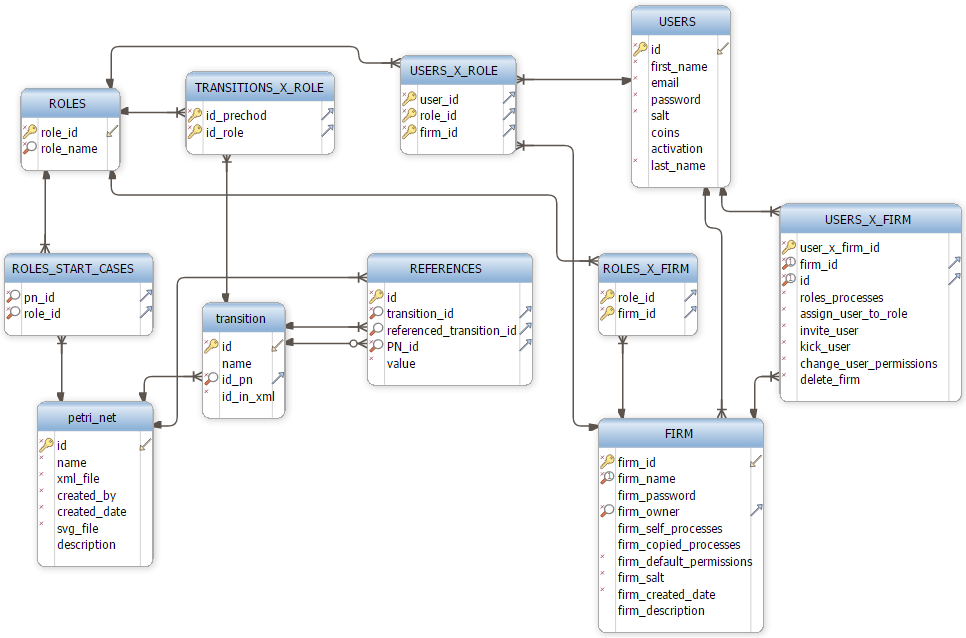 USERS
id
first_name
email
password
salt
coins
activation
last_name
USERS_X_ROLE
user_id
role_id
firm_id
TRANSITIONS_X_ROLE
id_prechod
id_role
ROLES
role_id
role_name
USERS_X_FIRM
user_x_firm_id
firm_id
id
roles_processes
assign_user_to_role
invite_user
kick_user
change_user_permissions
delete_firm
ROLES_START_CASES
pn_id
role_id
REFERENCES
id
transition_id
referenced_transition_id
PN_id
value
ROLES_X_FIRM
role_id
firm_id
transition
id
name
id_pn
id_in_xml
petri_net
id
name
xml_file
created_by
created_date
svg_file
description
FIRM
firm_id
firm_name
firm_password
firm_owner
firm_self_processes
firm_copied_processes
firm_default_permissions
firm_salt
firm_created_date
firm_description